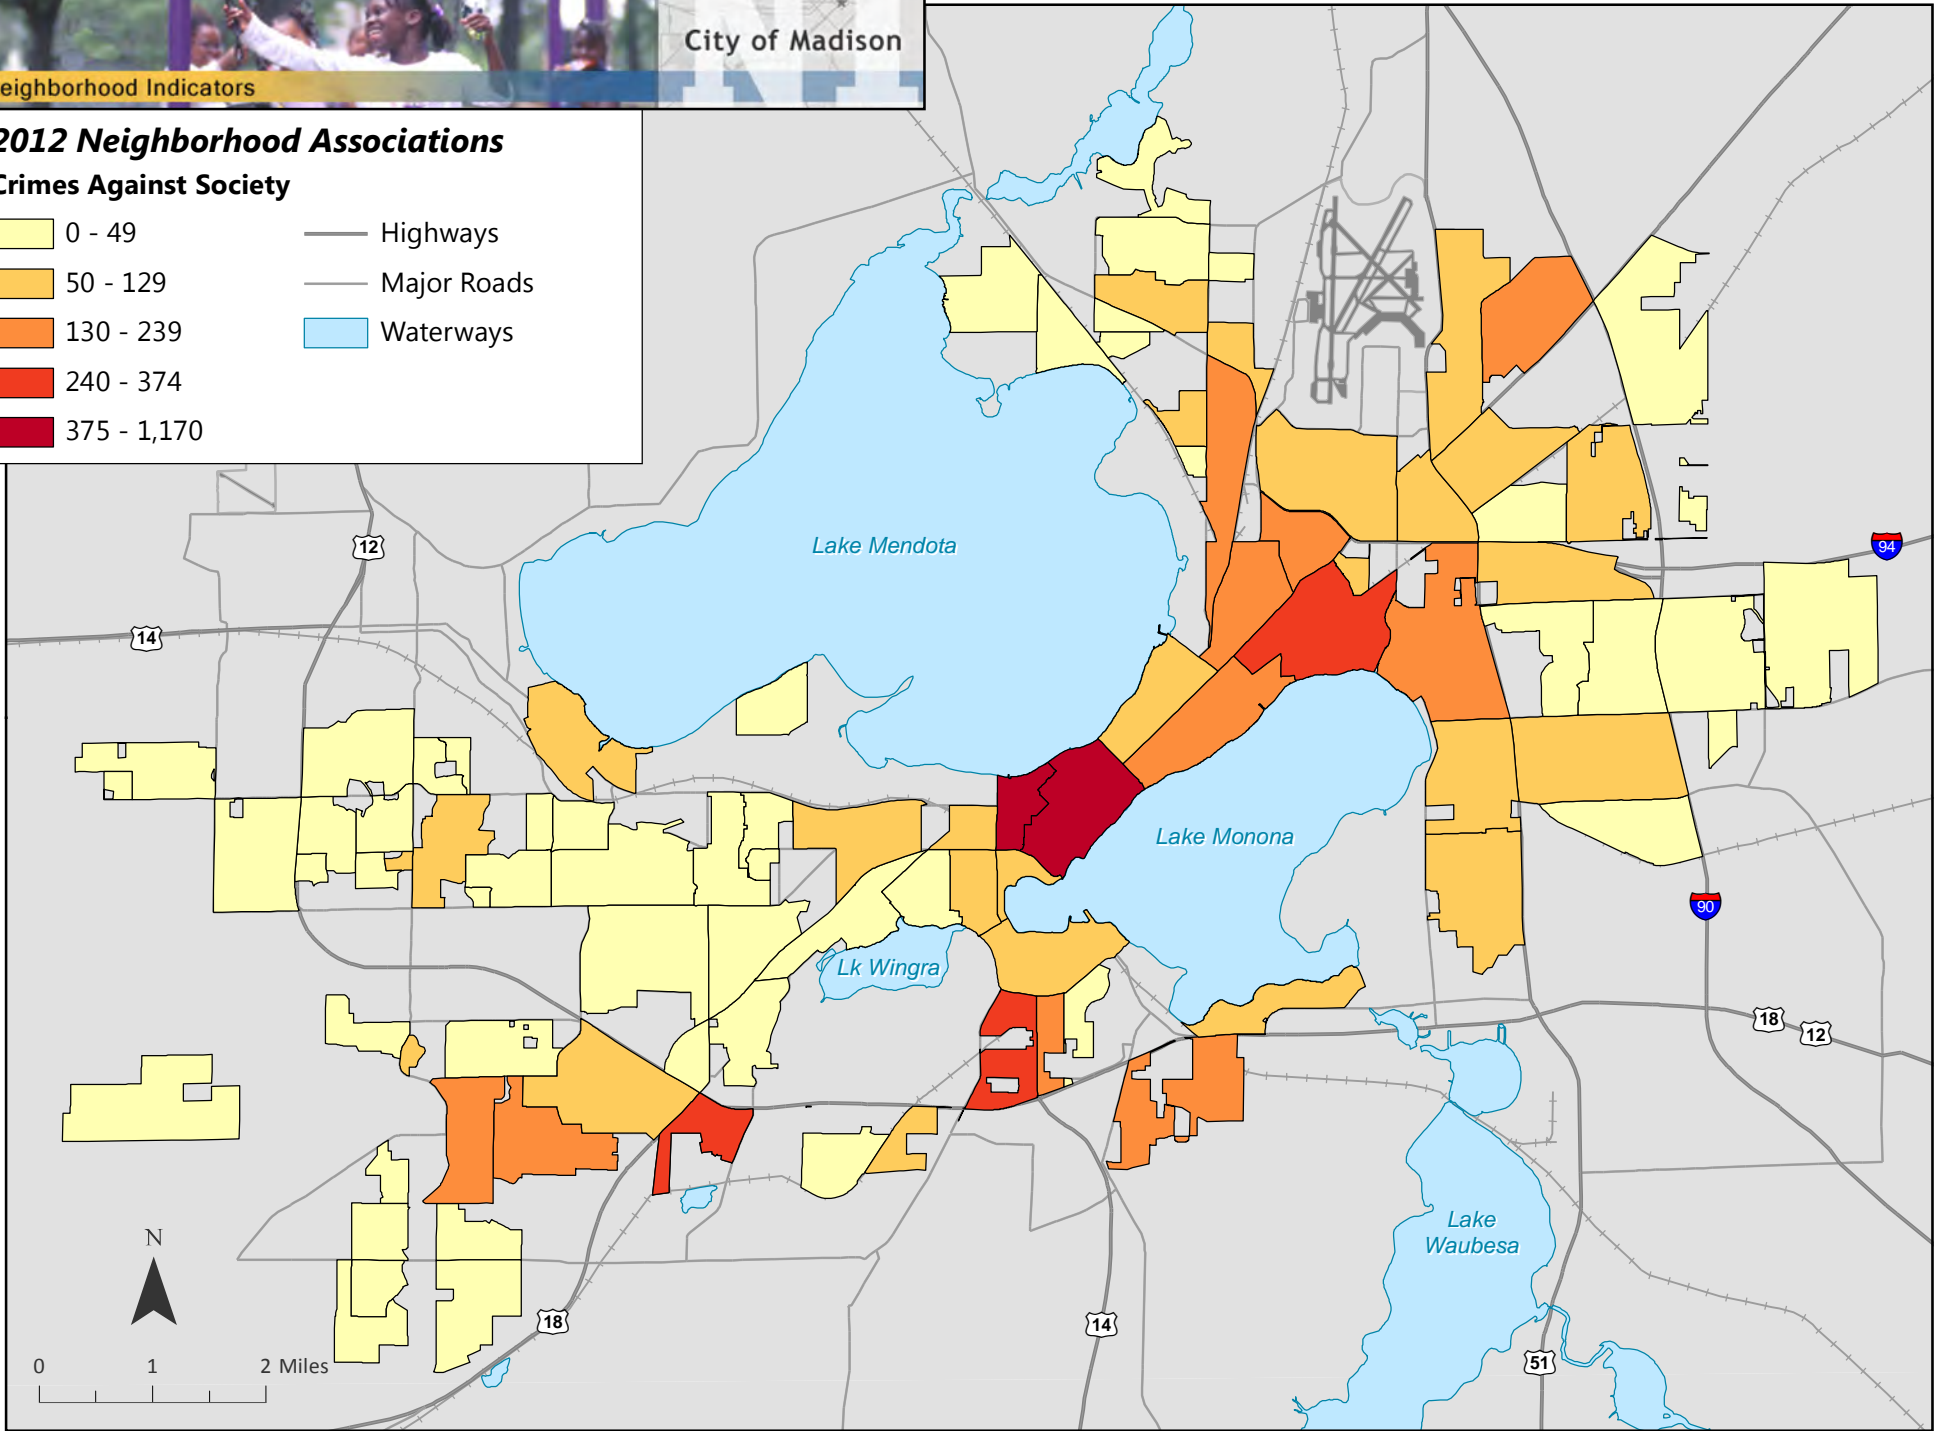 City of Madison
eighborhood Indicators
2012 Neighborhood Associations
Crimes Against Society
0 - 49
50 - 129
130 - 239
240 - 374
375 - 1,170
Highways
Major Roads
Waterways
Lake Mendota
12
94
14
Lake Monona
90
Lk Wingra
18
12
Lake
Waubesa
N
18
14
51
0 1 2 Miles